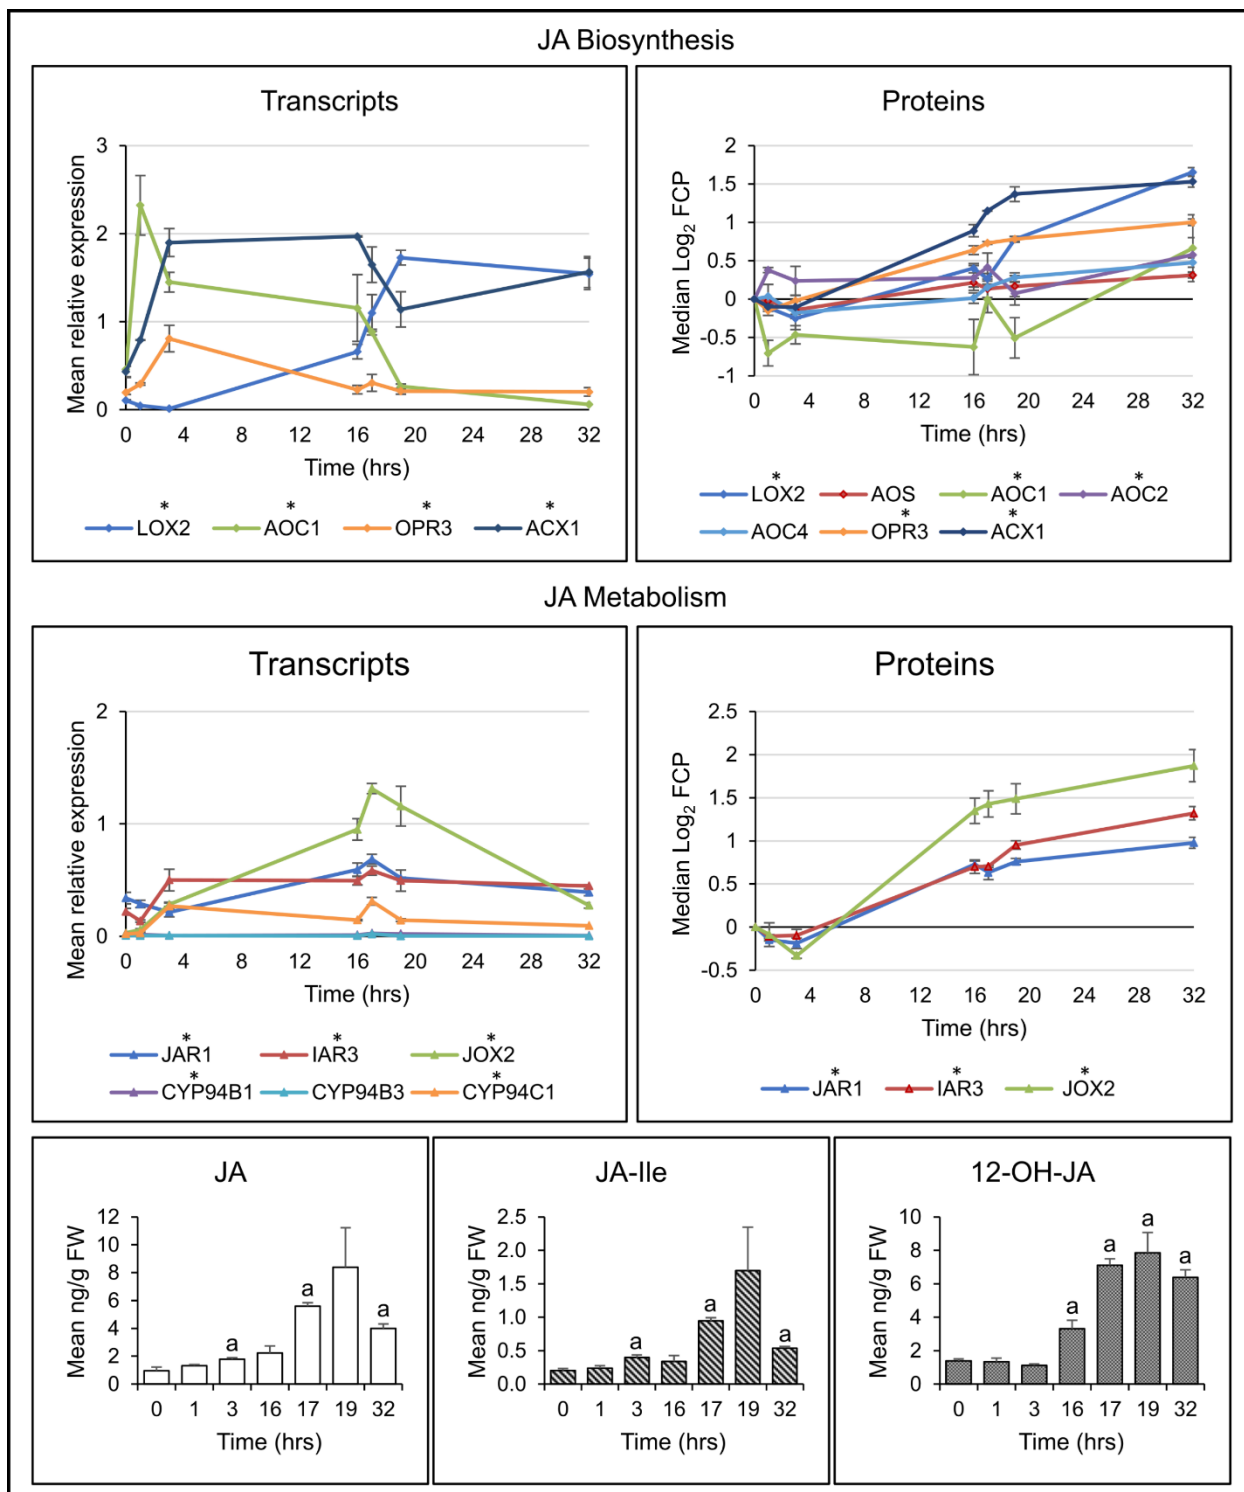 JA Biosynthesis
Transcripts
Mean relative expression
3
2
1
0
0 4 8 12 16 20 24 28 32
Time (hrs)
* * * *
LOX2 AOC1 OPR3 ACX1
Proteins
Median Log₂ FCP
2
1.5
1
0.5
0
-0.5
-1
0 4 8 12 16 20 24 28 32
Time (hrs)
* * *
LOX2 AOS AOC1 AOC2
* *
AOC4 OPR3 ACX1
JA Metabolism
Transcripts
Mean relative expression
2
1
0
0 4 8 12 16 20 24 28 32
Time (hrs)
* * *
JAR1 IAR3 JOX2
* *
CYP94B1 CYP94B3 CYP94C1
Proteins
Median Log₂ FCP
2.5
2
1.5
1
0.5
0
-0.5
0 4 8 12 16 20 24 28 32
Time (hrs)
* * *
JAR1 IAR3 JOX2
JA
Mean ng/g FW
12
10
8
6
4
2
0
a a a
0 1 3 16 17 19 32
Time (hrs)
JA-Ile
Mean ng/g FW
2.5
2.0
1.5
1.0
0.5
0.0
a a a
0 1 3 16 17 19 32
Time (hrs)
12-OH-JA
Mean ng/g FW
10
8
6
4
2
0
a a a a
0 1 3 16 17 19 32
Time (hrs)